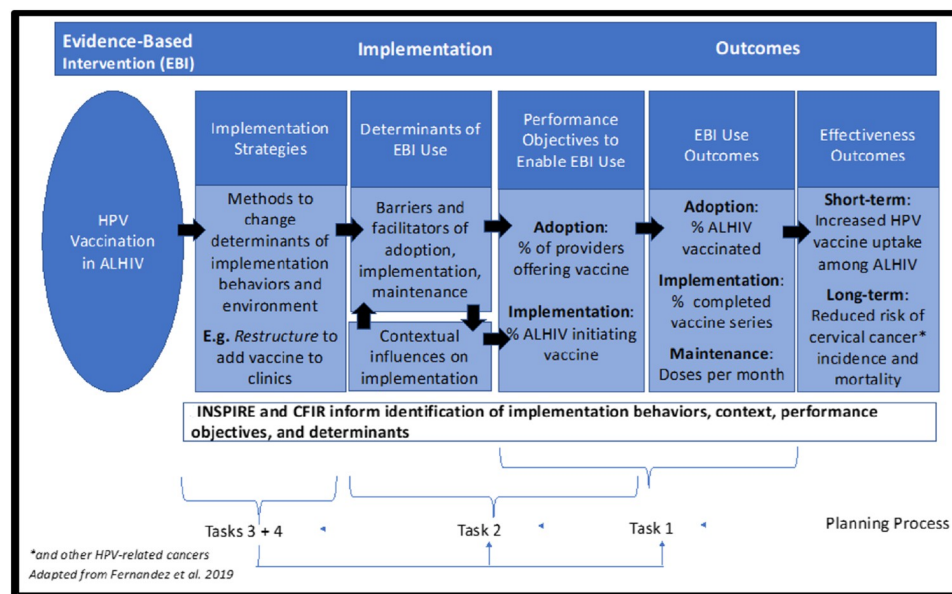 Evidence-Based
Intervention (EBI)
Implementation
Outcomes
HPV
Vaccination
in ALHIV
Implementation
Strategies
Methods to
change
determinants of
implementation
behaviors and
environment
E.g. Restructure to
add vaccine to
clinics
Determinants of
EBI Use
Barriers and
facilitators of
adoption,
implementation,
maintenance
Contextual
influences on
implementation
Performance
Objectives to
Enable EBI Use
Adoption:
% of providers
offering vaccine
Implementation:
% ALHIV initiating
vaccine
EBI Use
Outcomes
Adoption:
% ALHIV
vaccinated
Implementation:
% completed
vaccine series
Maintenance:
Doses per month
Effectiveness
Outcomes
Short-term:
Increased HPV
vaccine uptake
among ALHIV
Long-term:
Reduced risk of
cervical cancer*
incidence and
mortality
INSPIRE and CFIR inform identification of implementation behaviors, context, performance
objectives, and determinants
Tasks 3 + 4
Task 2
Task 1
Planning Process
*and other HPV-related cancers
Adapted from Fernandez et al. 2019